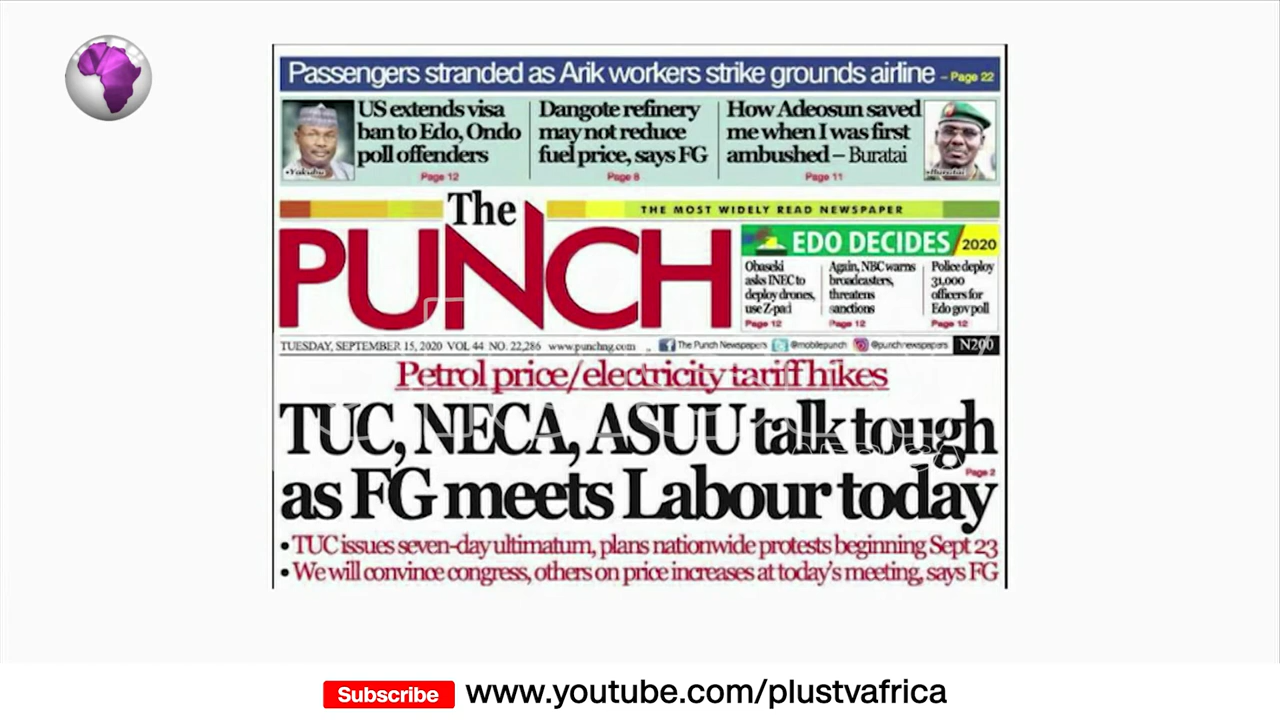 Passengers stranded as Arik workers strike grounds airline – Page 22
US extends visa
ban to Edo, Ondo
poll offenders
Page 12
•Yakubu
Dangote refinery
may not reduce
fuel price, says FG
Page 8
How Adeosun saved
me when I was first
ambushed – Buratai
Page 11
•Buratai
The
PUNCH
THE MOST WIDELY READ NEWSPAPER
EDO DECIDES 2020
Obaseki
asks INEC to
deploy drones,
use Z-pad
Page 12
Again, NBC warns
broadcasters,
threatens
sanctions
Page 12
Police deploy
31,000
officers for
Edo gov poll
Page 12
TUESDAY, SEPTEMBER 15, 2020 VOL 44 NO. 22,286 www.punchng.com The Punch Newspapers @mobilepunch @punchnewspapers N200
Petrol price/electricity tariff hikes
TUC, NECA, ASUU talk tough
Page 2
as FG meets Labour today
• TUC issues seven-day ultimatum, plans nationwide protests beginning Sept 23
• We will convince congress, others on price increases at today's meeting, says FG
Subscribe www.youtube.com/plustvafrica